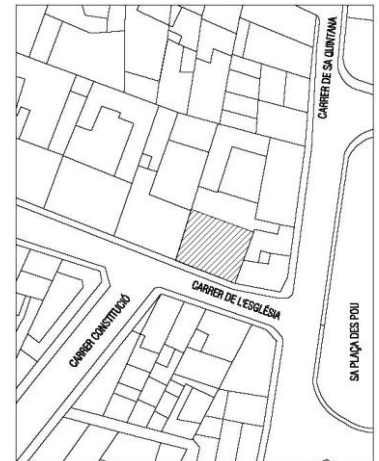 CARRER DE SA QUINTANA
CARRER DE L'ESGLÉSIA
CARRER CONSTITUCIÓ
SA PLAÇA DES POU